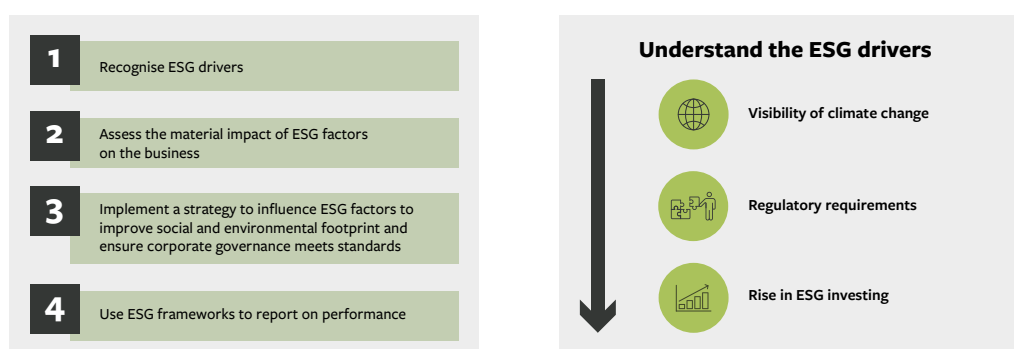 1
Recognise ESG drivers
2
Assess the material impact of ESG factors
on the business
3
Implement a strategy to influence ESG factors to
improve social and environmental footprint and
ensure corporate governance meets standards
4
Use ESG frameworks to report on performance
Understand the ESG drivers
Visibility of climate change
Regulatory requirements
Rise in ESG investing